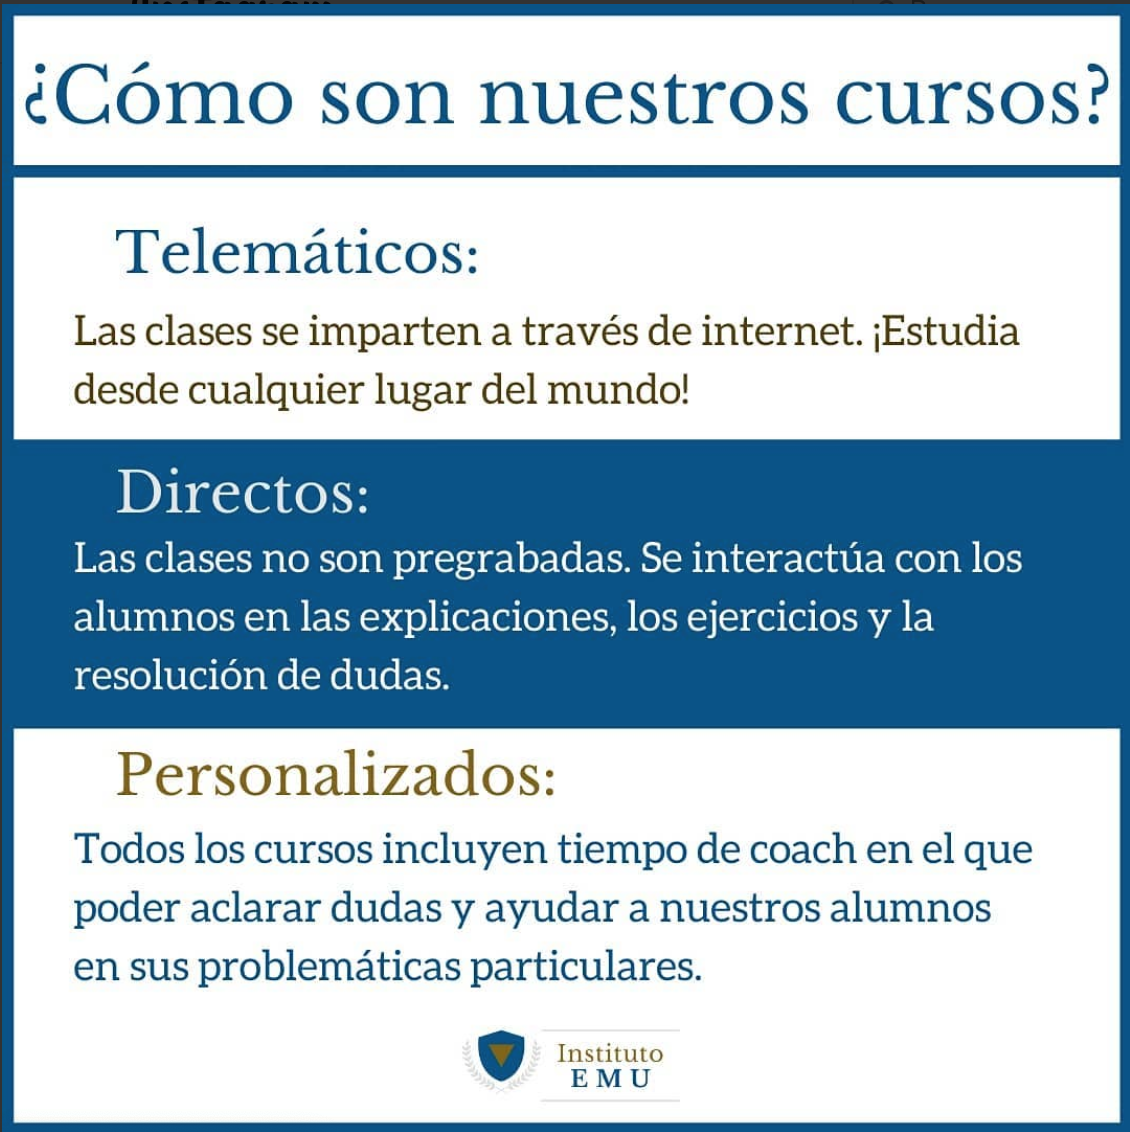 ¿Cómo son nuestros cursos?
Telemáticos:
Las clases se imparten a través de internet. ¡Estudia
desde cualquier lugar del mundo!
Directos:
Las clases no son pregrabadas. Se interactúa con los
alumnos en las explicaciones, los ejercicios y la
resolución de dudas.
Personalizados:
Todos los cursos incluyen tiempo de coach en el que
poder aclarar dudas y ayudar a nuestros alumnos
en sus problemáticas particulares.
Instituto
EMU